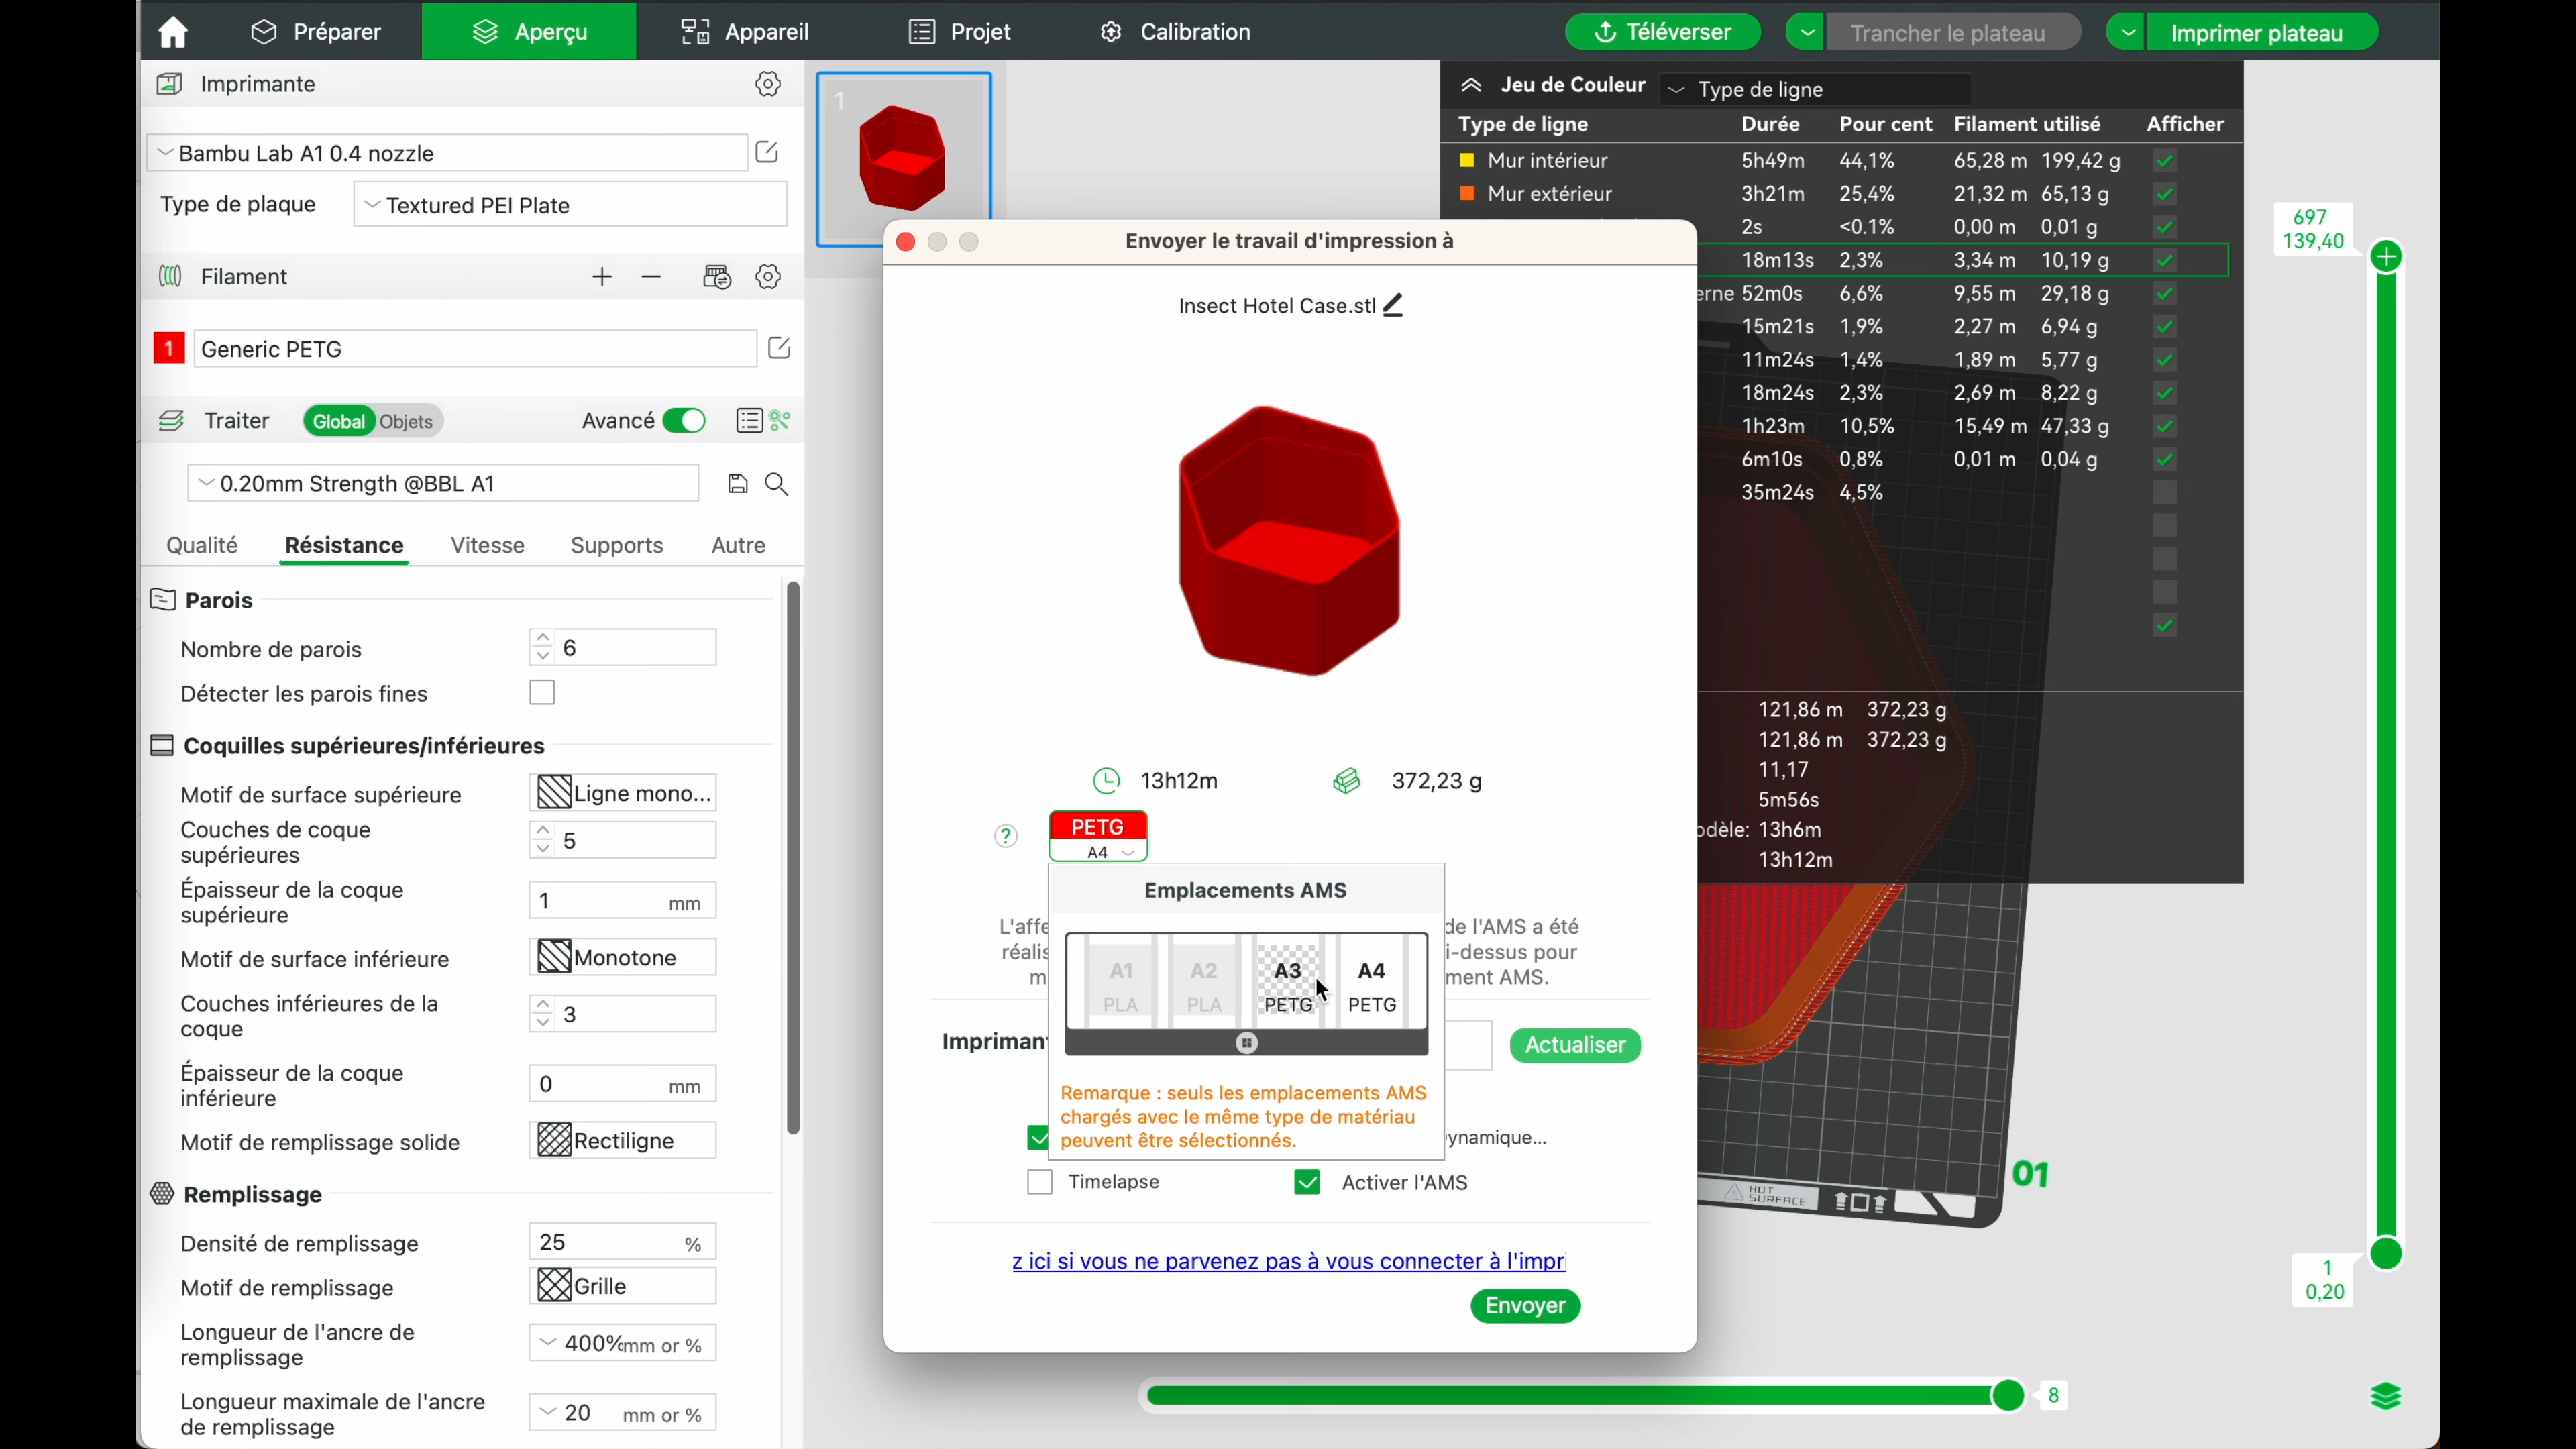 Préparer
Aperçu
Appareil
Projet
Calibration
Téléverser
Trancher le plateau
Imprimer plateau
Imprimante
Bambu Lab A1 0.4 nozzle
Type de plaque
Textured PEI Plate
Filament
1
Generic PETG
Traiter
Global
Objets
Avancé
0.20mm Strength @BBL A1
Qualité
Résistance
Vitesse
Supports
Autre
Parois
Nombre de parois
6
Détecter les parois fines
Coquilles supérieures/inférieures
Motif de surface supérieure
Ligne mono...
Couches de coque
supérieures
5
Épaisseur de la coque
supérieure
1 mm
Motif de surface inférieure
Monotone
Couches inférieures de la
coque
3
Épaisseur de la coque
inférieure
0 mm
Motif de remplissage solide
Rectiligne
Remplissage
Densité de remplissage
25 %
Motif de remplissage
Grille
Longueur de l'ancre de
remplissage
400% mm or %
Longueur maximale de l'ancre
de remplissage
20 mm or %
1
Envoyer le travail d'impression à
Insect Hotel Case.stl
13h12m
372,23 g
?
PETG
A4
Emplacements AMS
A1
PLA
A2
PLA
A3
PETG
A4
PETG
Remarque : seuls les emplacements AMS
chargés avec le même type de matériau
peuvent être sélectionnés.
L'affe
réalis
m
de l'AMS a été
i-dessus pour
ment AMS.
Imprimant
Actualiser
ynamique...
Timelapse
Activer l'AMS
z ici si vous ne parvenez pas à vous connecter à l'impri
Envoyer
Jeu de Couleur
Type de ligne
Type de ligne Durée Pour cent Filament utilisé Afficher
Mur intérieur 5h49m 44,1% 65,28 m 199,42 g
Mur extérieur 3h21m 25,4% 21,32 m 65,13 g
2s <0.1% 0,00 m 0,01 g
18m13s 2,3% 3,34 m 10,19 g
erne 52m0s 6,6% 9,55 m 29,18 g
15m21s 1,9% 2,27 m 6,94 g
11m24s 1,4% 1,89 m 5,77 g
18m24s 2,3% 2,69 m 8,22 g
1h23m 10,5% 15,49 m 47,33 g
6m10s 0,8% 0,01 m 0,04 g
35m24s 4,5%
121,86 m 372,23 g
121,86 m 372,23 g
11,17
5m56s
odèle: 13h6m
13h12m
697
139,40
1
0,20
01
HOT
SURFACE
8